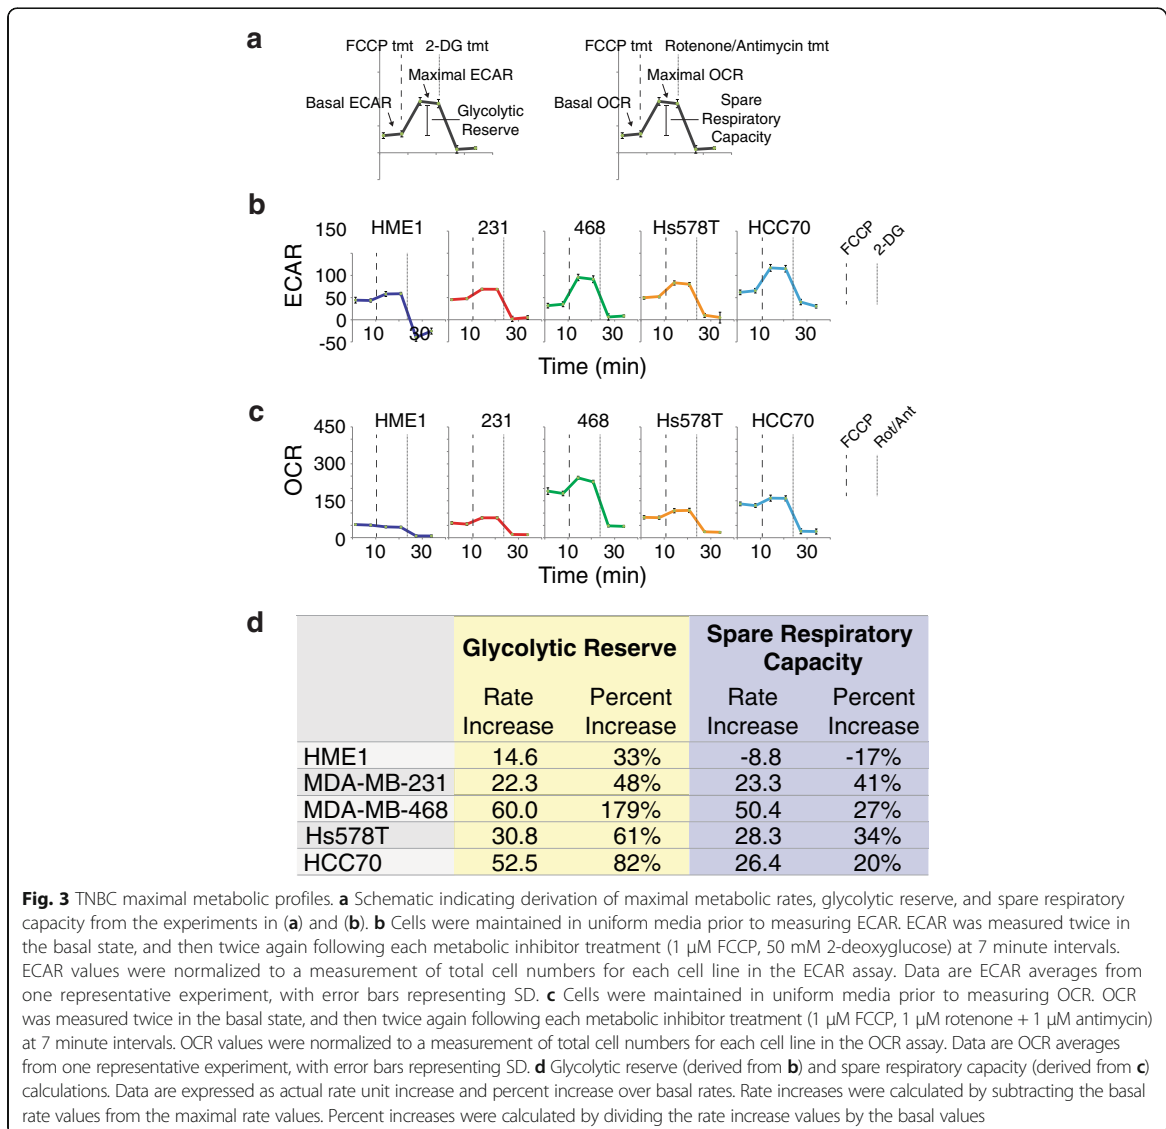 a
FCCP tmt 2-DG tmt
Maximal ECAR
Basal ECAR
Glycolytic
Reserve
FCCP tmt Rotenone/Antimycin tmt
Maximal OCR
Basal OCR
Spare
Respiratory
Capacity
b
HME1 231 468 Hs578T HCC70
FCCP
2-DG
ECAR
150
100
50
0
-50
10 30 10 30 10 30 10 30 10 30
Time (min)
c
HME1 231 468 Hs578T HCC70
FCCP
Rot/Ant
OCR
450
300
150
0
10 30 10 30 10 30 10 30 10 30
Time (min)
d
Glycolytic Reserve Spare Respiratory
Capacity
Rate Percent Rate Percent
Increase Increase Increase Increase
HME1 14.6 33% -8.8 -17%
MDA-MB-231 22.3 48% 23.3 41%
MDA-MB-468 60.0 179% 50.4 27%
Hs578T 30.8 61% 28.3 34%
HCC70 52.5 82% 26.4 20%
Fig. 3 TNBC maximal metabolic profiles. a Schematic indicating derivation of maximal metabolic rates, glycolytic reserve, and spare respiratory
capacity from the experiments in (a) and (b). b Cells were maintained in uniform media prior to measuring ECAR. ECAR was measured twice in
the basal state, and then twice again following each metabolic inhibitor treatment (1 μM FCCP, 50 mM 2-deoxyglucose) at 7 minute intervals.
ECAR values were normalized to a measurement of total cell numbers for each cell line in the ECAR assay. Data are ECAR averages from
one representative experiment, with error bars representing SD. c Cells were maintained in uniform media prior to measuring OCR. OCR
was measured twice in the basal state, and then twice again following each metabolic inhibitor treatment (1 μM FCCP, 1 μM rotenone + 1 μM antimycin)
at 7 minute intervals. OCR values were normalized to a measurement of total cell numbers for each cell line in the OCR assay. Data are OCR averages
from one representative experiment, with error bars representing SD. d Glycolytic reserve (derived from b) and spare respiratory capacity (derived from c)
calculations. Data are expressed as actual rate unit increase and percent increase over basal rates. Rate increases were calculated by subtracting the basal
rate values from the maximal rate values. Percent increases were calculated by dividing the rate increase values by the basal values